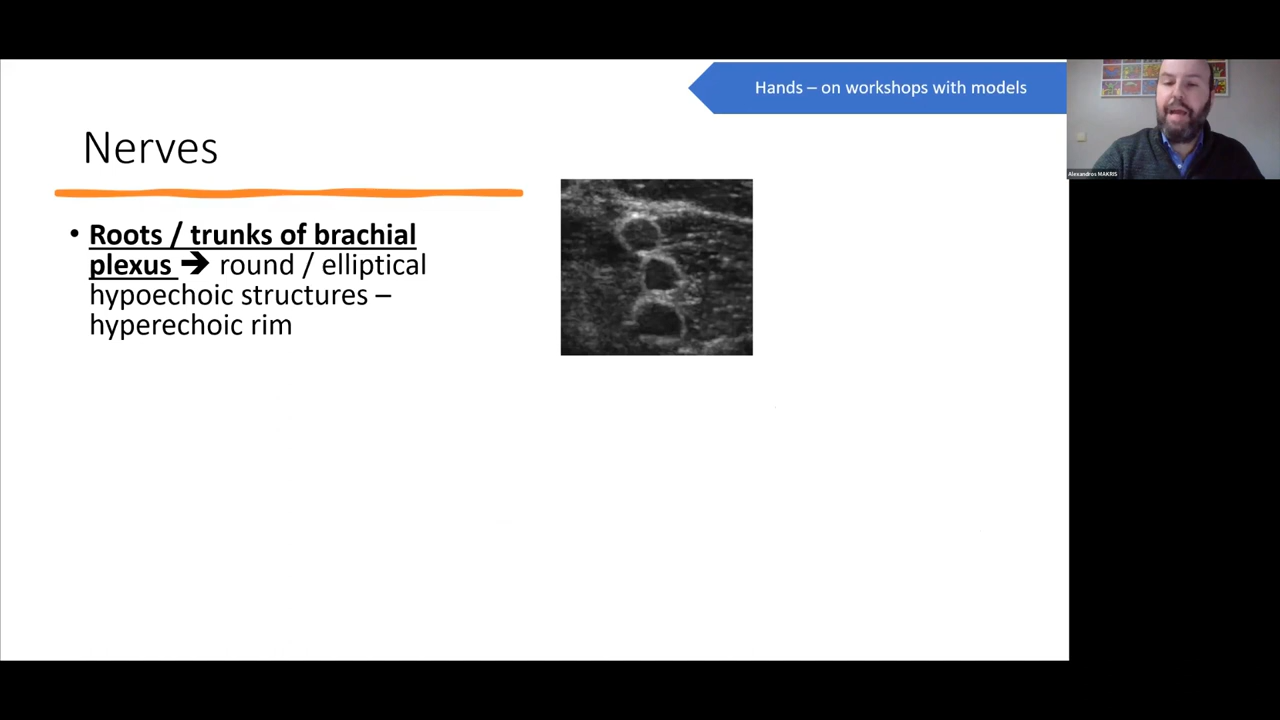 Hands – on workshops with models
Nerves
• Roots / trunks of brachial
plexus ➔ round / elliptical
hypoechoic structures –
hyperechoic rim
Alexandros MAKRIS